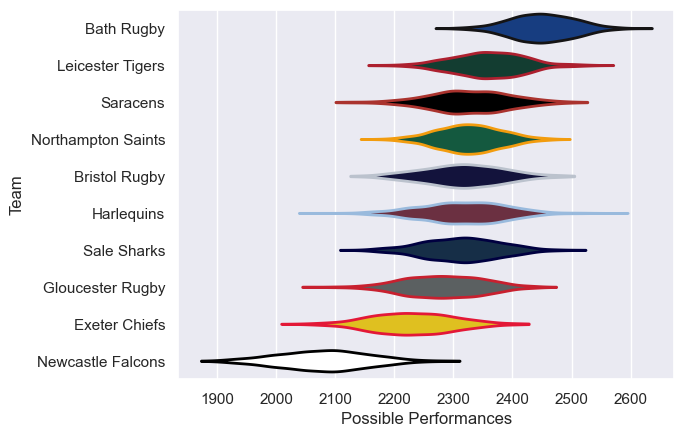 Bath Rugby
Leicester Tigers
Saracens
Northampton Saints
Bristol Rugby
Harlequins
Sale Sharks
Gloucester Rugby
Exeter Chiefs
Newcastle Falcons
Team
1900 2000 2100 2200 2300 2400 2500 2600
Possible Performances